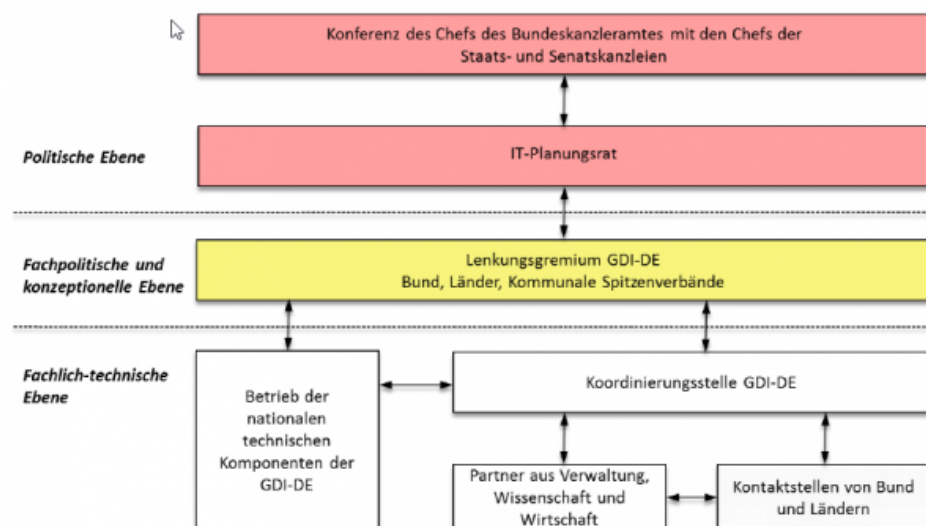 Konferenz des Chefs des Bundeskanzleramtes mit den Chefs der
Staats- und Senatskanzleien
Politische Ebene
IT-Planungsrat
Fachpolitische und
konzeptionelle Ebene
Lenkungsgremium GDI-DE
Bund, Länder, Kommunale Spitzenverbände
Fachlich-technische
Ebene
Betrieb der
nationalen
technischen
Komponenten der
GDI-DE
Koordinierungsstelle GDI-DE
Partner aus Verwaltung,
Wissenschaft und
Wirtschaft
Kontaktstellen von Bund
und Ländern